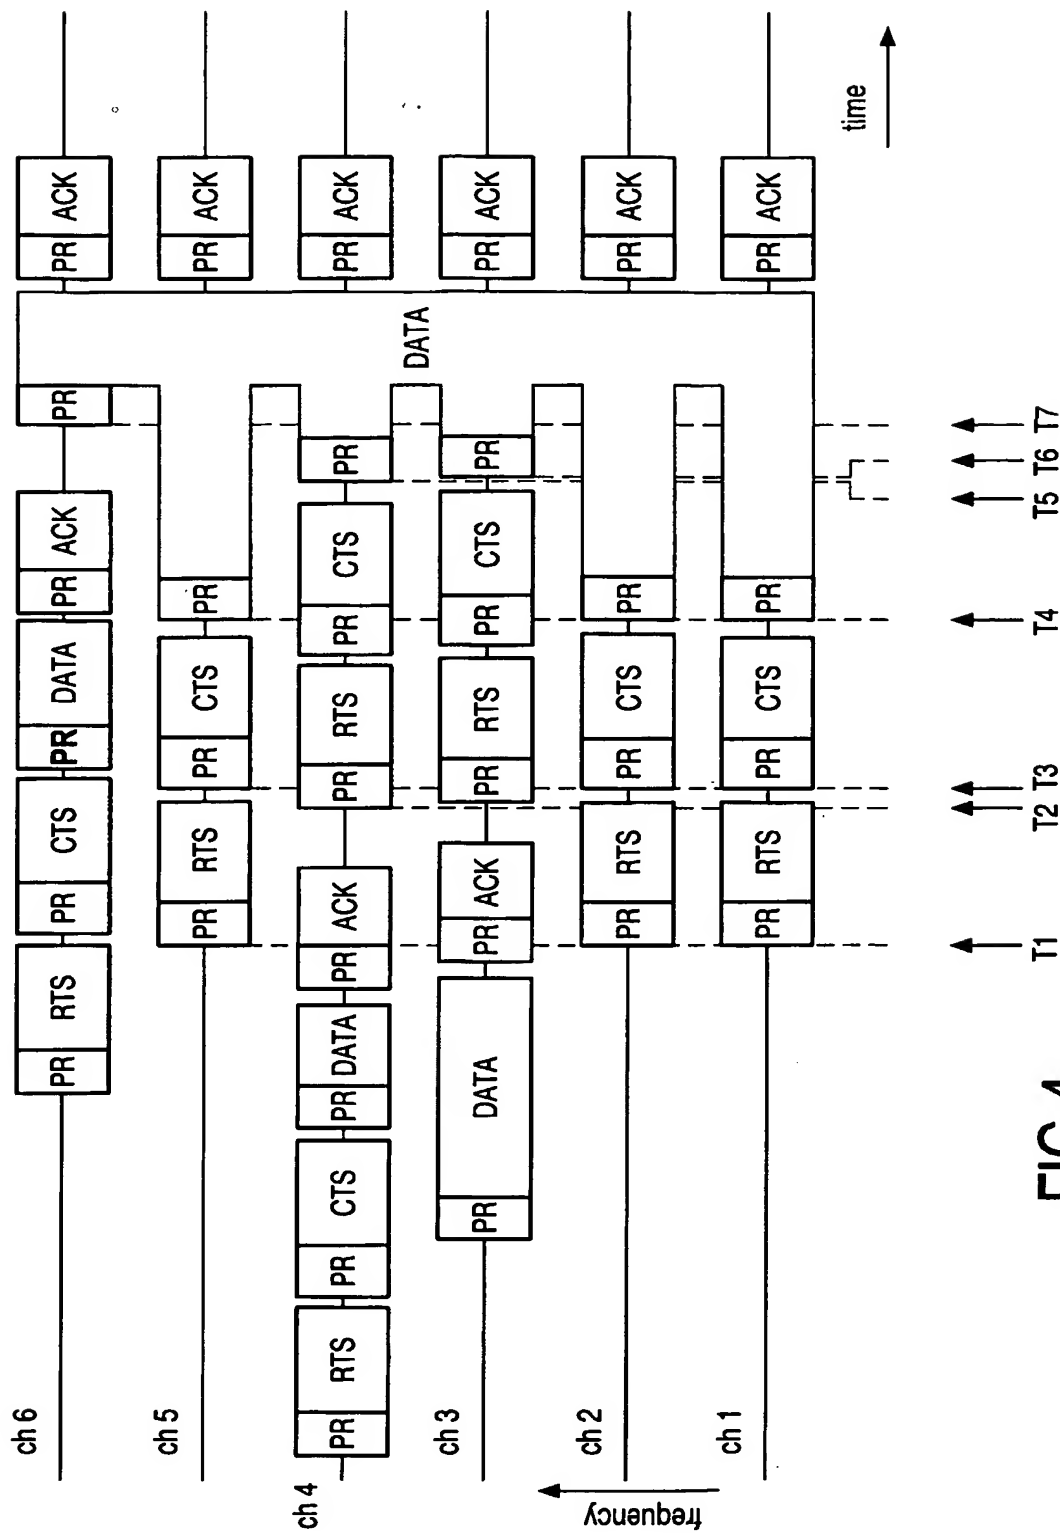 ch 6 PR RTS PR CTS PR DATA PR ACK PR PR ACK
ch 5 PR RTS PR CTS PR PR ACK
ch 4 PR RTS PR CTS PR DATA PR ACK PR RTS PR CTS PR PR ACK
DATA
ch 3 PR DATA PR ACK PR RTS PR CTS PR PR ACK
ch 2 PR RTS PR CTS PR PR ACK
ch 1 PR RTS PR CTS PR PR ACK
frequency
time
T1 T2 T3 T4 T5 T6 T7
FIG 4